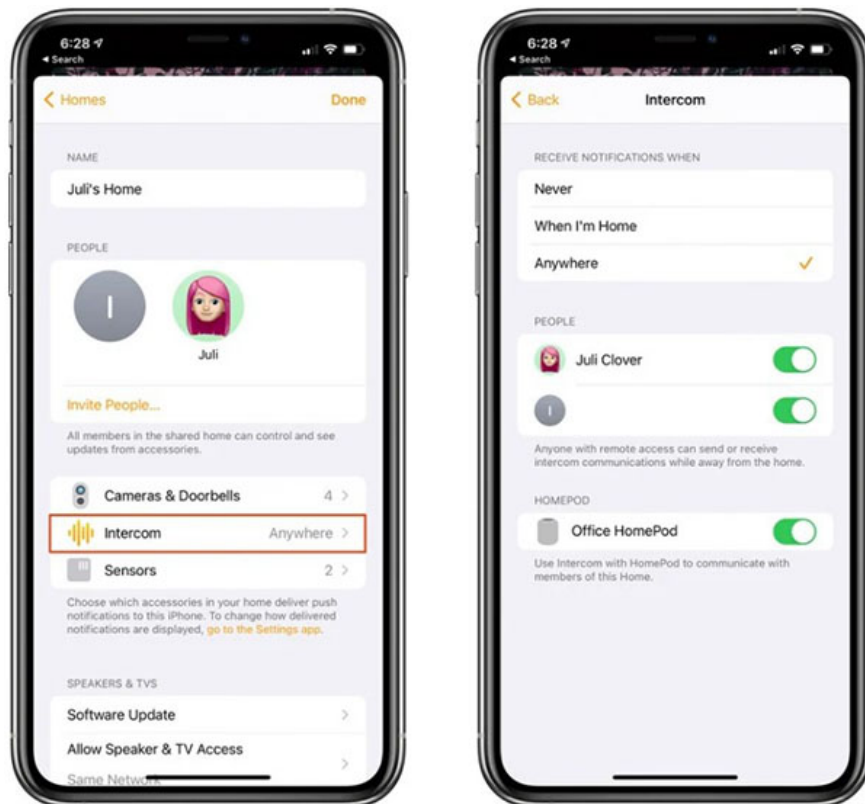 6:28
Search
Homes
Done
NAME
Juli's Home
PEOPLE
I
Juli
Invite People...
All members in the shared home can control and see
updates from accessories.
Cameras & Doorbells 4
Intercom Anywhere
Sensors 2
Choose which accessories in your home deliver push
notifications to this iPhone. To change how delivered
notifications are displayed, go to the Settings app.
SPEAKERS & TVS
Software Update
Allow Speaker & TV Access
Same Network
6:28
Search
Back
Intercom
RECEIVE NOTIFICATIONS WHEN
Never
When I'm Home
Anywhere
PEOPLE
Juli Clover
I
Anyone with remote access can send or receive
intercom communications while away from the home.
HOMEPOD
Office HomePod
Use Intercom with HomePod to communicate with
members of this Home.